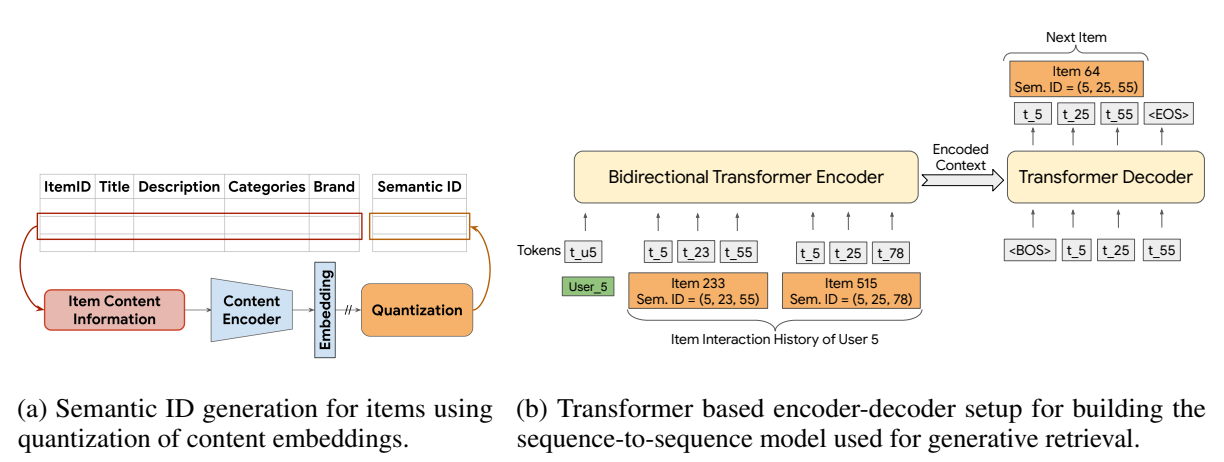 ItemID Title Description Categories Brand Semantic ID
Item Content
Information
Content
Encoder
Embedding
//
Quantization
(a) Semantic ID generation for items using
quantization of content embeddings.
Next Item
Item 64
Sem. ID = (5, 25, 55)
t_5 t_25 t_55 <EOS>
Bidirectional Transformer Encoder
Encoded
Context
Transformer Decoder
Tokens t_u5 t_5 t_23 t_55 t_5 t_25 t_78
<BOS> t_5 t_25 t_55
User_5
Item 233
Sem. ID = (5, 23, 55)
Item 515
Sem. ID = (5, 25, 78)
Item Interaction History of User 5
(b) Transformer based encoder-decoder setup for building the
sequence-to-sequence model used for generative retrieval.